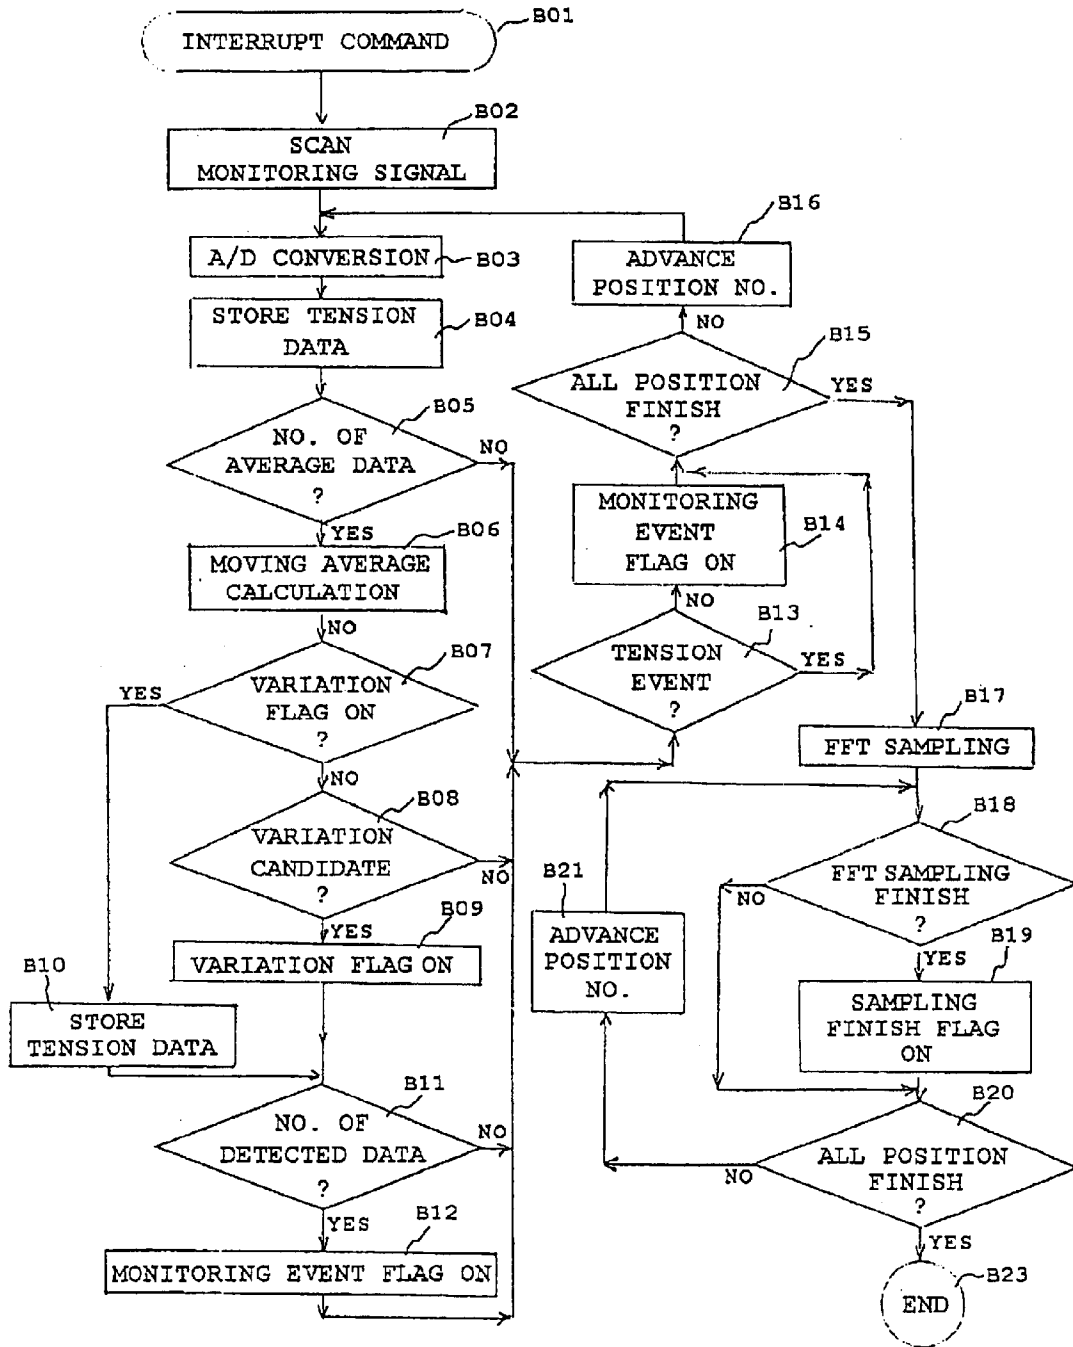 INTERRUPT COMMAND
B01
SCAN
MONITORING SIGNAL
B02
A/D CONVERSION
B03
STORE TENSION
DATA
B04
NO. OF
AVERAGE DATA
?
B05
NO
YES
MOVING AVERAGE
CALCULATION
B06
NO
VARIATION
FLAG ON
?
B07
YES
NO
VARIATION
CANDIDATE
?
B08
NO
YES
VARIATION FLAG ON
B09
B10
STORE
TENSION DATA
NO. OF
DETECTED DATA
?
B11
NO
YES
MONITORING EVENT FLAG ON
B12
B16
ADVANCE
POSITION NO.
NO
B15
ALL POSITION
FINISH
?
YES
MONITORING
EVENT
FLAG ON
B14
NO
B13
TENSION
EVENT
?
YES
B17
FFT SAMPLING
B18
FFT SAMPLING
FINISH
?
NO
YES
B19
SAMPLING
FINISH FLAG
ON
B21
ADVANCE
POSITION
NO.
B20
ALL POSITION
FINISH
?
NO
YES
B23
END